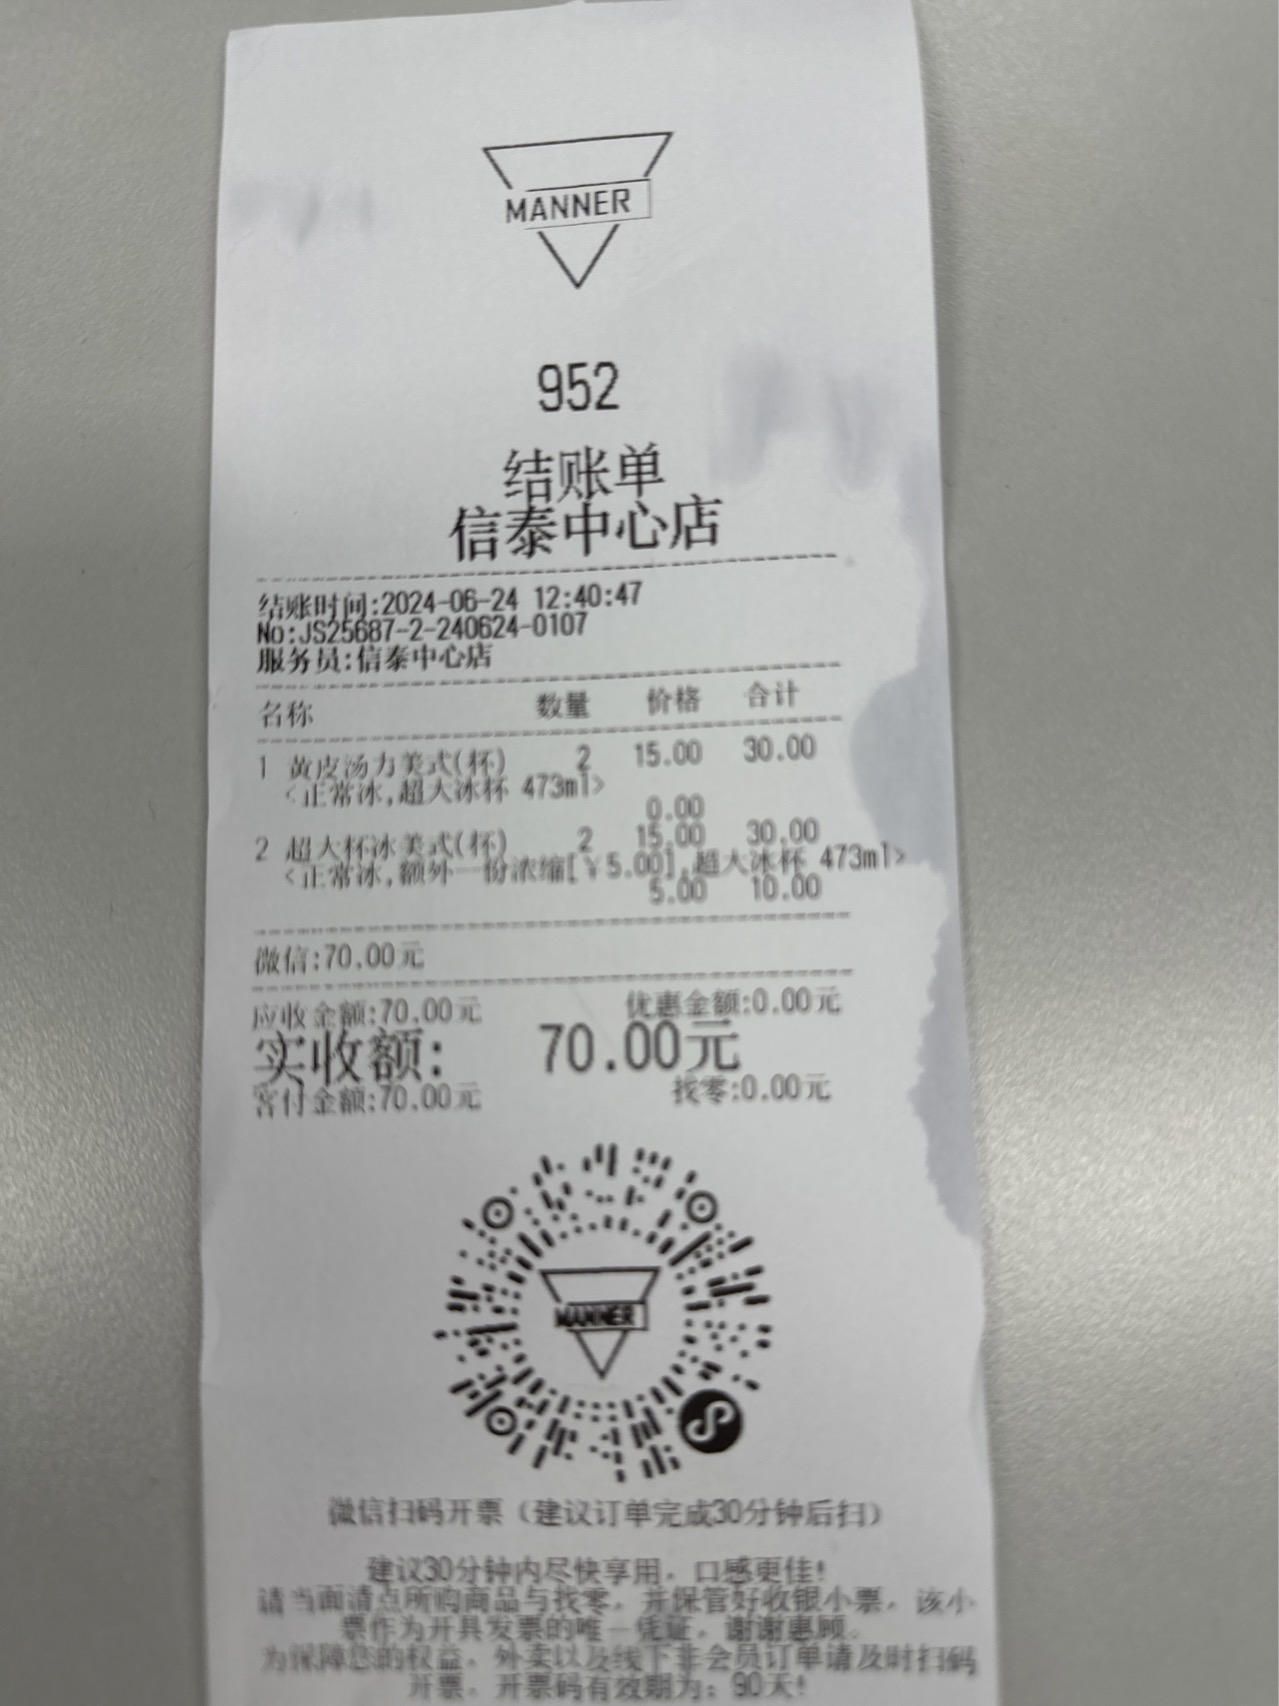 MANNER
952
结账单
信泰中心店
结账时间:2024-06-24 12:40:47
No:JS25687-2-240624-0107
服务员:信泰中心店
名称 数量 价格 合计
1 黄皮汤力美式(杯) 2 15.00 30.00
<正常冰,超大冰杯 473ml>
0.00
2 超大杯冰美式(杯) 2 15.00 30.00
<正常冰,额外一份浓缩[¥5.00],超大冰杯 473ml>
5.00 10.00
微信:70.00元
应收金额:70.00元 优惠金额:0.00元
实收额: 70.00元
客付金额:70.00元 找零:0.00元
MANNER
微信扫码开票（建议订单完成30分钟后扫）
建议30分钟内尽快享用，口感更佳!
请当面清点所购商品与找零，并保管好收银小票。该小
票作为开具发票的唯一凭证，谢谢惠顾。
为保障您的权益，外卖以及线下非会员订单请及时扫码
开票。开票码有效期为：90天!